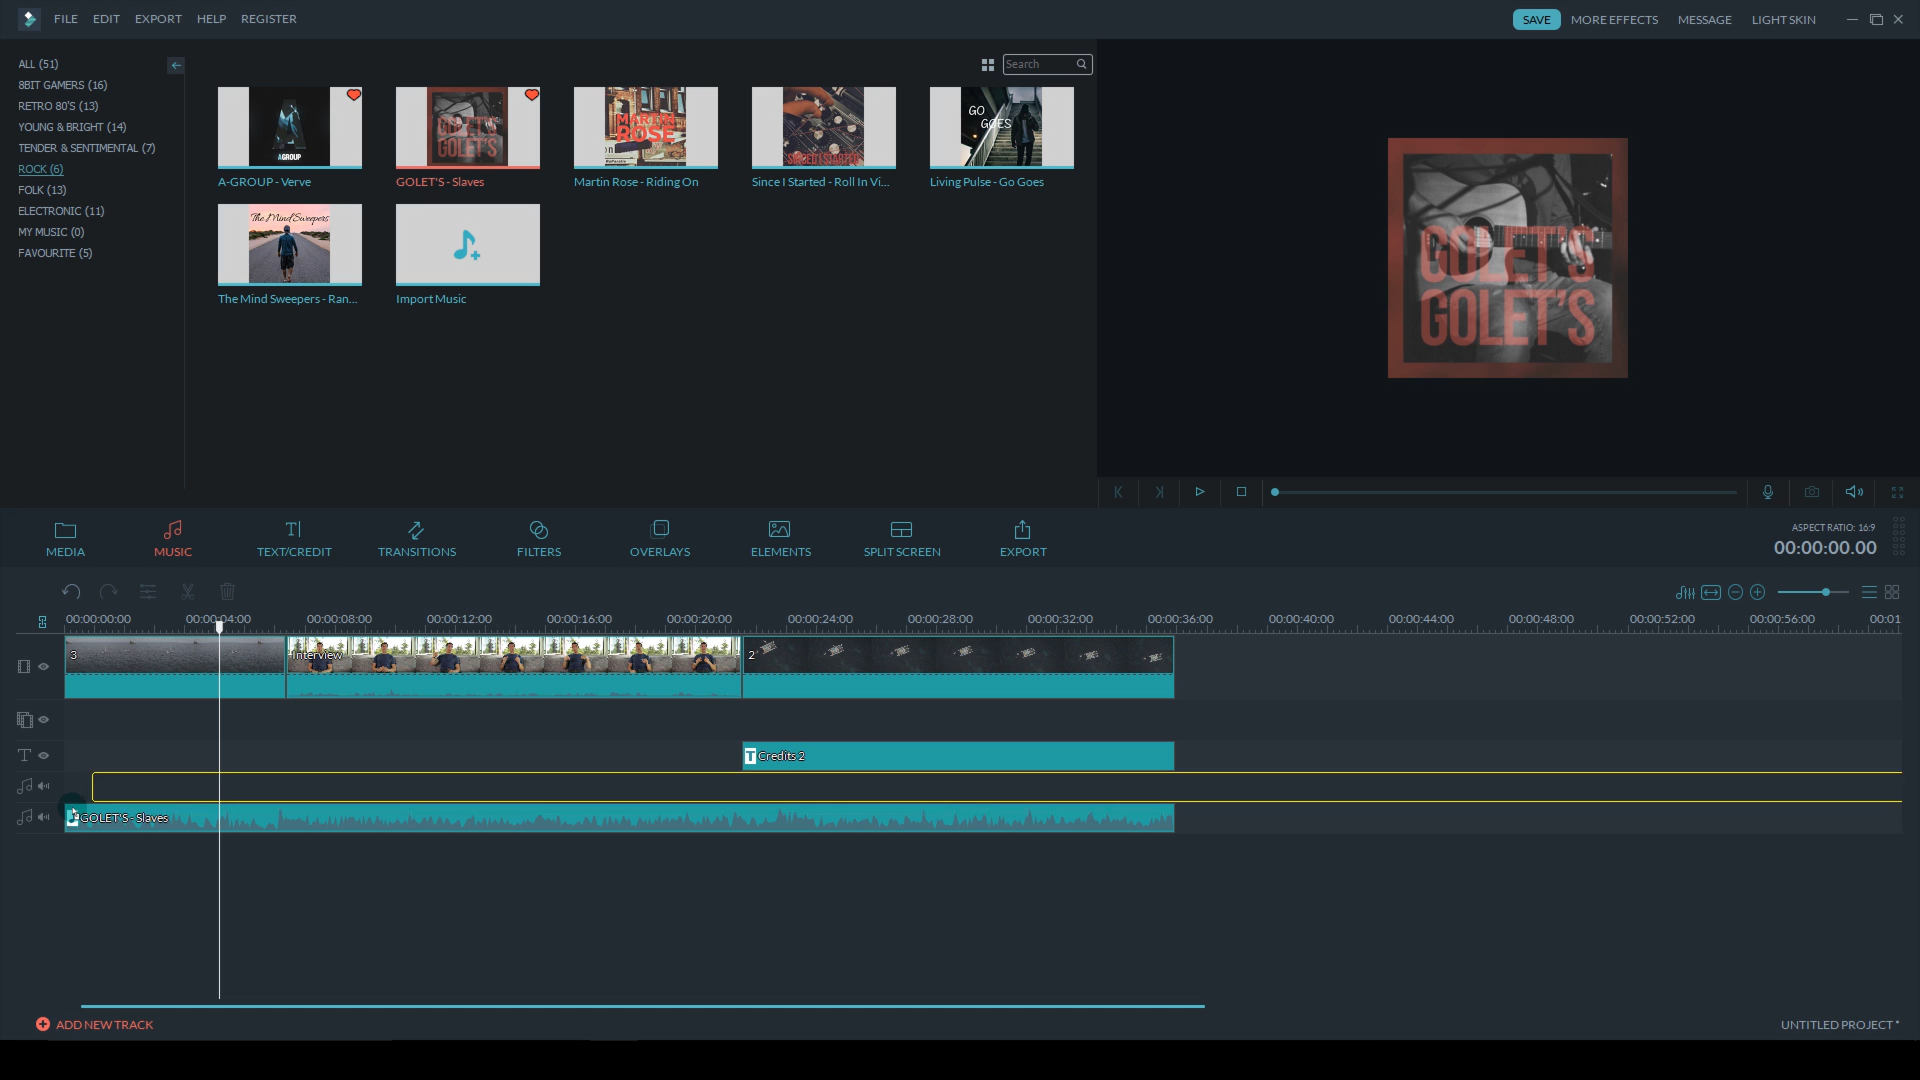 FILE EDIT EXPORT HELP REGISTER
SAVE MORE EFFECTS MESSAGE LIGHT SKIN
ALL (51)
8BIT GAMERS (16)
RETRO 80'S (13)
YOUNG & BRIGHT (14)
TENDER & SENTIMENTAL (7)
ROCK (6)
FOLK (13)
ELECTRONIC (11)
MY MUSIC (0)
FAVOURITE (5)
Search
AGROUP
GOLET'S
GOLET'S
MARTIN
ROSE
SINCE I STARTED
GO
GOES
A-GROUP - Verve
GOLET'S - Slaves
Martin Rose - Riding On
Since I Started - Roll In Vi...
Living Pulse - Go Goes
The Mind Sweepers
The Mind Sweepers - Ran...
Import Music
GOLET'S
GOLET'S
MEDIA
MUSIC
TEXT/CREDIT
TRANSITIONS
FILTERS
OVERLAYS
ELEMENTS
SPLIT SCREEN
EXPORT
ASPECT RATIO: 16:9
00:00:00.00
00:00:00:00 00:00:04:00 00:00:08:00 00:00:12:00 00:00:16:00 00:00:20:00 00:00:24:00 00:00:28:00 00:00:32:00 00:00:36:00 00:00:40:00 00:00:44:00 00:00:48:00 00:00:52:00 00:00:56:00 00:01
3
Interview
2
T Credits 2
GOLET'S - Slaves
ADD NEW TRACK
UNTITLED PROJECT *